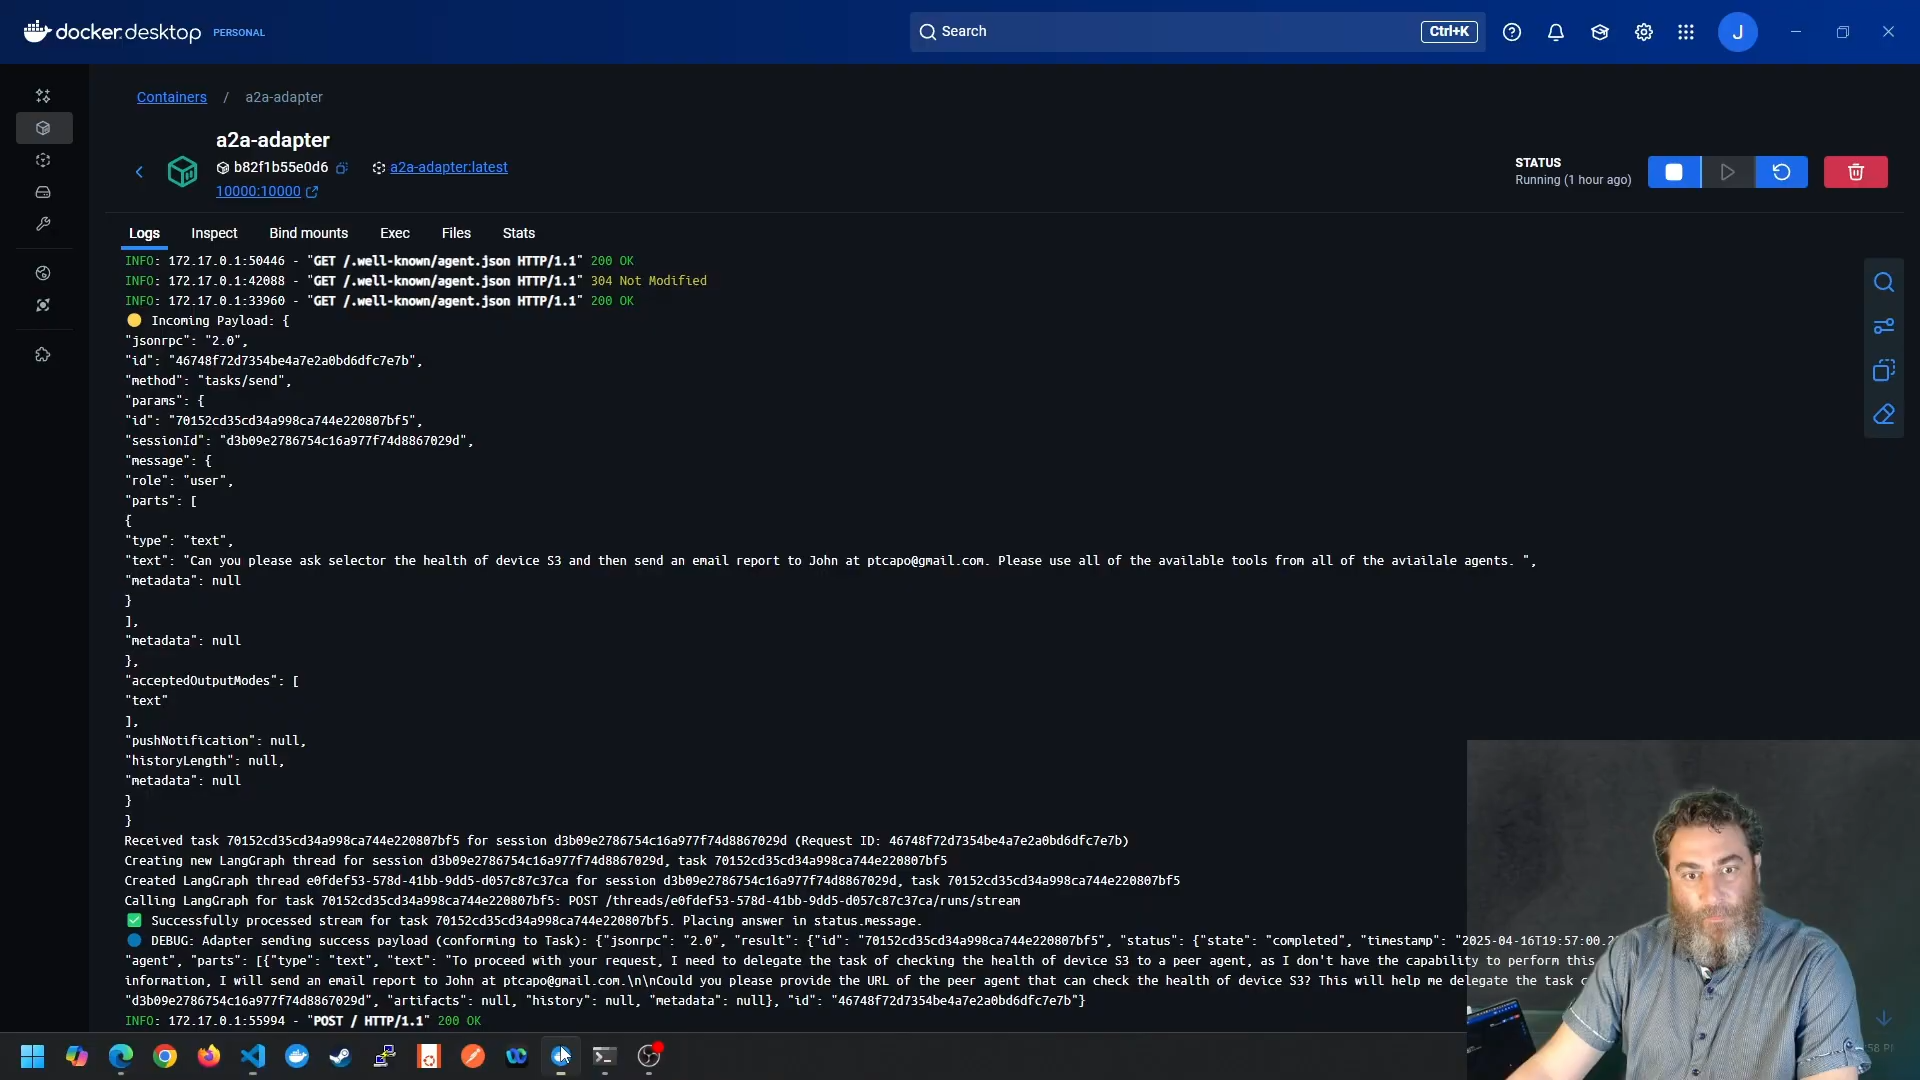 docker.desktop PERSONAL
Search
Ctrl+K
J
Containers / a2a-adapter
a2a-adapter
b82f1b55e0d6
a2a-adapter:latest
10000:10000
STATUS
Running (1 hour ago)
Logs
Inspect
Bind mounts
Exec
Files
Stats
INFO: 172.17.0.1:50446 - "GET /.well-known/agent.json HTTP/1.1" 200 OK
INFO: 172.17.0.1:42088 - "GET /.well-known/agent.json HTTP/1.1" 304 Not Modified
INFO: 172.17.0.1:33960 - "GET /.well-known/agent.json HTTP/1.1" 200 OK
Incoming Payload: {
"jsonrpc": "2.0",
"id": "46748f72d7354be4a7e2a0bd6dfc7e7b",
"method": "tasks/send",
"params": {
"id": "70152cd35cd34a998ca744e220807bf5",
"sessionId": "d3b09e2786754c16a977f74d8867029d",
"message": {
"role": "user",
"parts": [
{
"type": "text",
"text": "Can you please ask selector the health of device S3 and then send an email report to John at ptcapo@gmail.com. Please use all of the available tools from all of the aviailale agents. ",
"metadata": null
}
],
"metadata": null
},
"acceptedOutputModes": [
"text"
],
"pushNotification": null,
"historyLength": null,
"metadata": null
}
}
Received task 70152cd35cd34a998ca744e220807bf5 for session d3b09e2786754c16a977f74d8867029d (Request ID: 46748f72d7354be4a7e2a0bd6dfc7e7b)
Creating new LangGraph thread for session d3b09e2786754c16a977f74d8867029d, task 70152cd35cd34a998ca744e220807bf5
Created LangGraph thread e0fdef53-578d-41bb-9dd5-d057c87c37ca for session d3b09e2786754c16a977f74d8867029d, task 70152cd35cd34a998ca744e220807bf5
Calling LangGraph for task 70152cd35cd34a998ca744e220807bf5: POST /threads/e0fdef53-578d-41bb-9dd5-d057c87c37ca/runs/stream
Successfully processed stream for task 70152cd35cd34a998ca744e220807bf5. Placing answer in status.message.
DEBUG: Adapter sending success payload (conforming to Task): {"jsonrpc": "2.0", "result": {"id": "70152cd35cd34a998ca744e220807bf5", "status": {"state": "completed", "timestamp": "2025-04-16T19:57:00.2
"agent", "parts": [{"type": "text", "text": "To proceed with your request, I need to delegate the task of checking the health of device S3 to a peer agent, as I don't have the capability to perform this
information, I will send an email report to John at ptcapo@gmail.com.\n\nCould you please provide the URL of the peer agent that can check the health of device S3? This will help me delegate the task
"d3b09e2786754c16a977f74d8867029d", "artifacts": null, "history": null, "metadata": null}, "id": "46748f72d7354be4a7e2a0bd6dfc7e7b"}
INFO: 172.17.0.1:55994 - "POST / HTTP/1.1" 200 OK